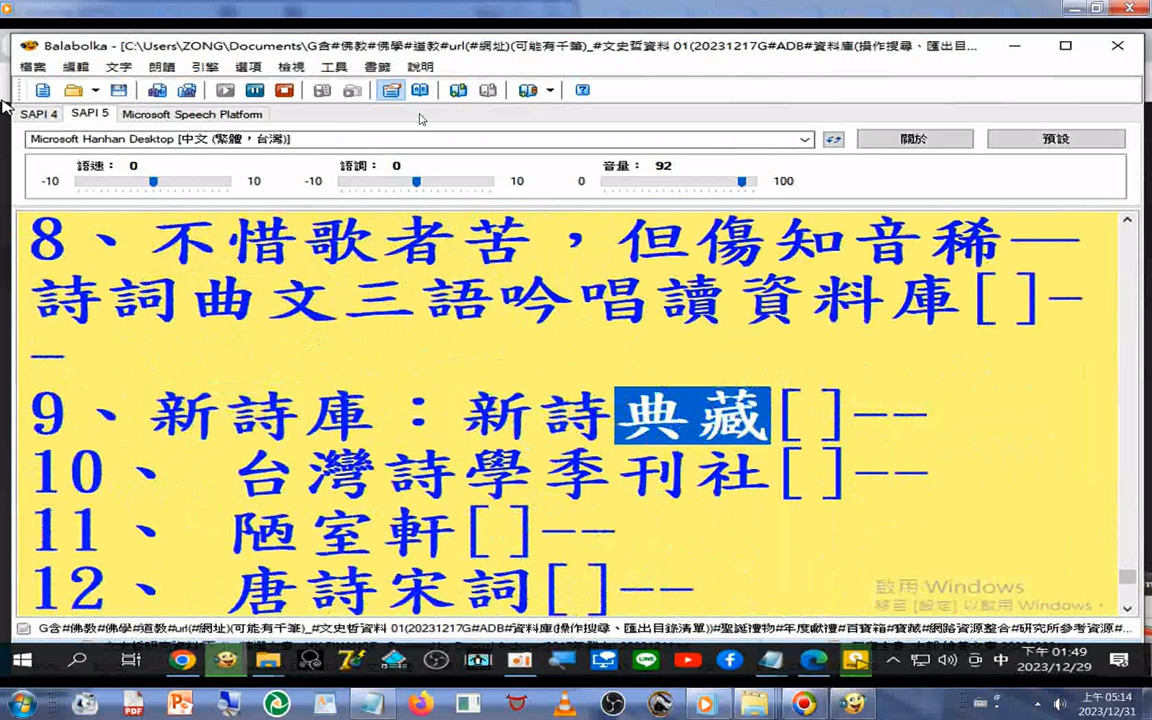 Balabolka - [C:\Users\ZONG\Documents\G含#佛教#佛學#道教#url(#網址)(可能有千筆)_#文史哲資料 01(20231217G#ADB#資料庫(操作搜尋、匯出目...
檔案 編輯 文字 朗讀 引擎 選項 檢視 工具 書籤 說明
SAPI 4 SAPI 5 Microsoft Speech Platform
Microsoft Hanhan Desktop [中文 (繁體，台灣)] 關於 預設
語速： 0 語調： 0 音量： 92
-10 10 -10 10 0 100
8、不惜歌者苦，但傷知音稀—
詩詞曲文三語吟唱讀資料庫[]-
-
9、新詩庫：新詩典藏[]--
10、 台灣詩學季刊社[]--
11、 陋室軒[]--
12、 唐詩宋詞[]--
啟用 Windows
移至 [設定] 以啟用 Windows。
G含#佛教#佛學#道教#url(#網址)(可能有千筆)_#文史哲資料 01(20231217G#ADB#資料庫(操作搜尋、匯出目錄清單))#聖誕禮物#年度獻禮#百寶箱#寶藏#網路資源整合#研究所參考資源#...
中 下午 01:49
2023/12/29
上午 05:14
2023/12/31